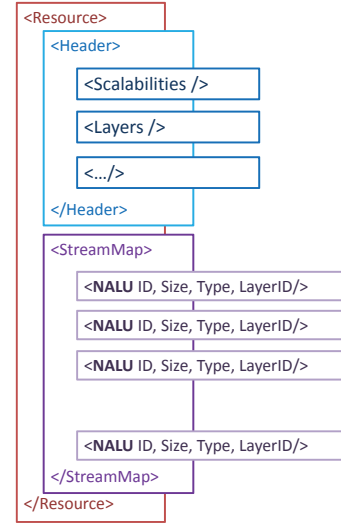 <Resource>
<Header>
<Scalabilities />
<Layers />
<.../>
</Header>
<StreamMap>
<NALU ID, Size, Type, LayerID/>
<NALU ID, Size, Type, LayerID/>
<NALU ID, Size, Type, LayerID/>
<NALU ID, Size, Type, LayerID/>
</StreamMap>
</Resource>